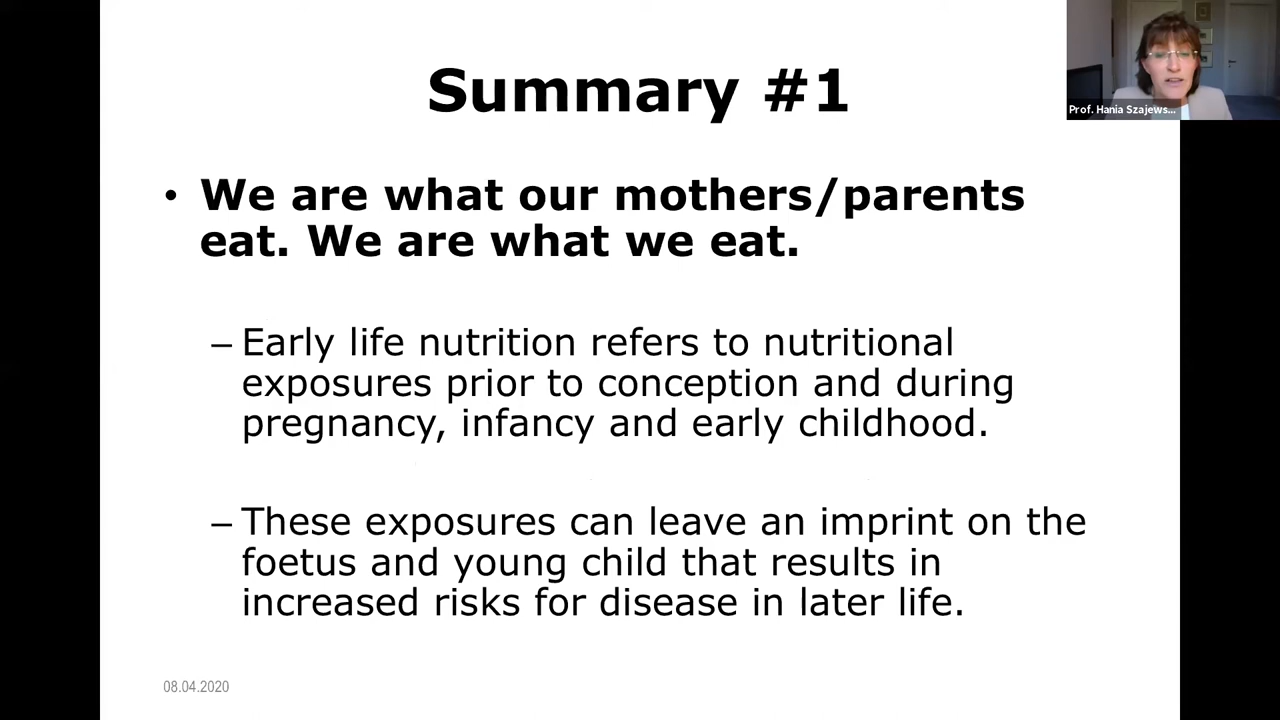 Summary #1
Prof. Hania Szajews...
• We are what our mothers/parents
eat. We are what we eat.
– Early life nutrition refers to nutritional
exposures prior to conception and during
pregnancy, infancy and early childhood.
– These exposures can leave an imprint on the
foetus and young child that results in
increased risks for disease in later life.
08.04.2020